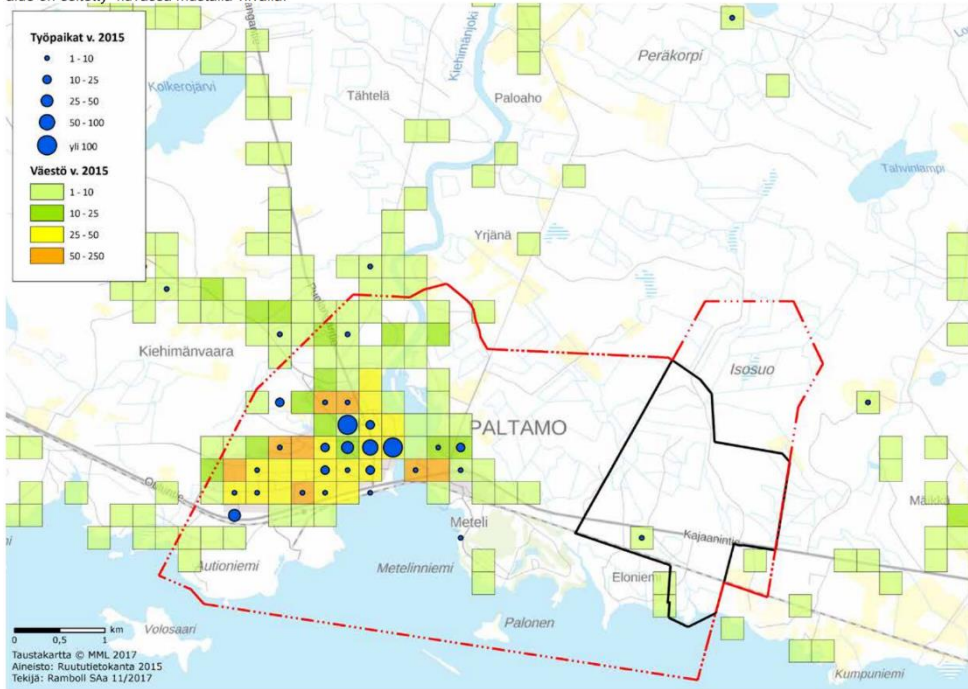 Työpaikat v. 2015
1 - 10
10 - 25
25 - 50
50 - 100
yli 100
Väestö v. 2015
1 - 10
10 - 25
25 - 50
50 - 250
Kolkerojärvi
Tähtelä
Kiehimänjoki
Paloaho
Peräkorpi
Tahvinlampi
Yrjänä
Kiehimänvaara
Isosuo
PALTAMO
Mäikkä
Meteli
Kajaanintie
Autioniemi
Metelinniemi
Eloniemi
Volosaari
Palonen
Kumpuniemi
0 0,5 1 km
Taustakartta © MML 2017
Aineisto: Ruututietokanta 2015
Tekijä: Ramboll SAa 11/2017